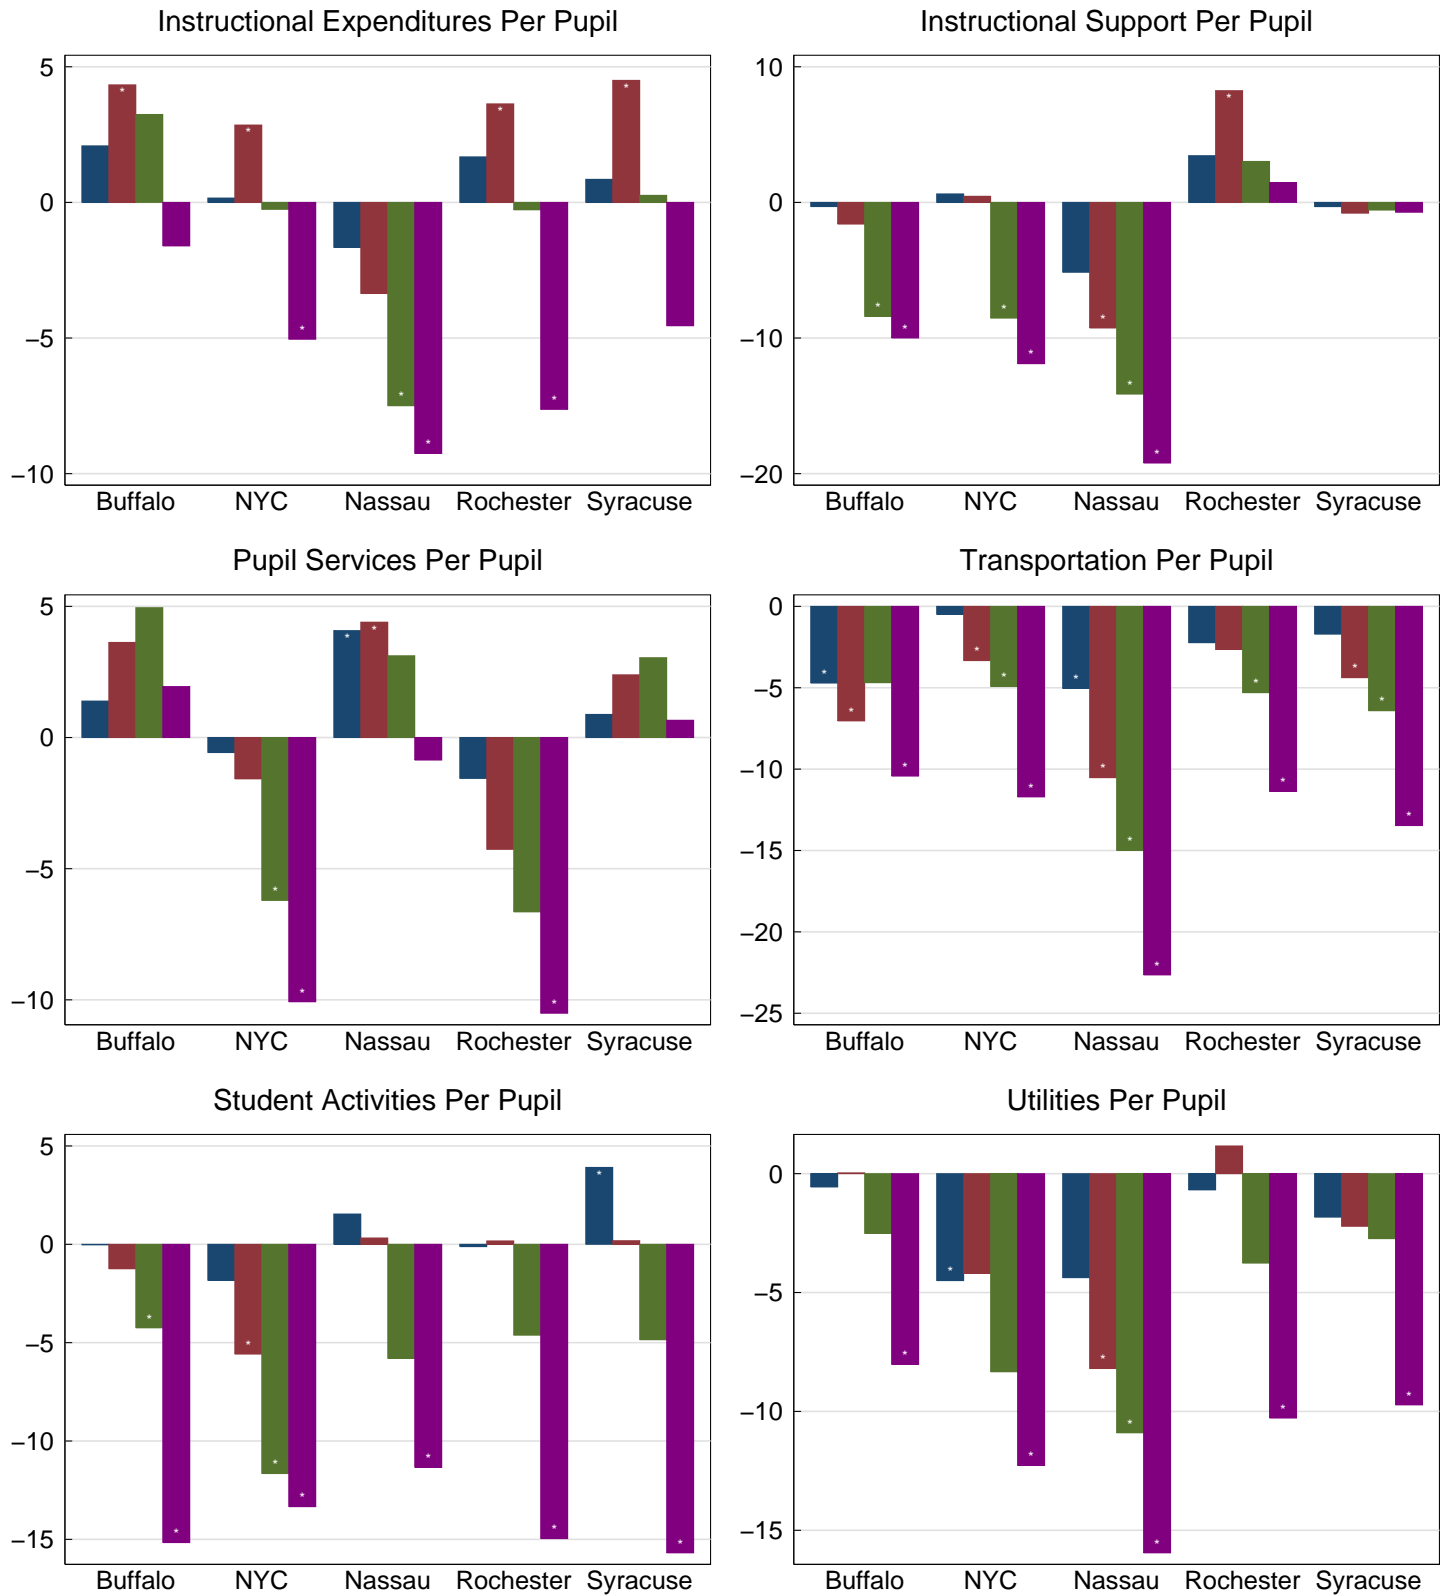 Instructional Expenditures Per Pupil
5
0
−5
−10
Buffalo NYC Nassau Rochester Syracuse
Instructional Support Per Pupil
10
0
−10
−20
Buffalo NYC Nassau Rochester Syracuse
Pupil Services Per Pupil
5
0
−5
−10
Buffalo NYC Nassau Rochester Syracuse
Transportation Per Pupil
0
−5
−10
−15
−20
−25
Buffalo NYC Nassau Rochester Syracuse
Student Activities Per Pupil
5
0
−5
−10
−15
Buffalo NYC Nassau Rochester Syracuse
Utilities Per Pupil
0
−5
−10
−15
Buffalo NYC Nassau Rochester Syracuse